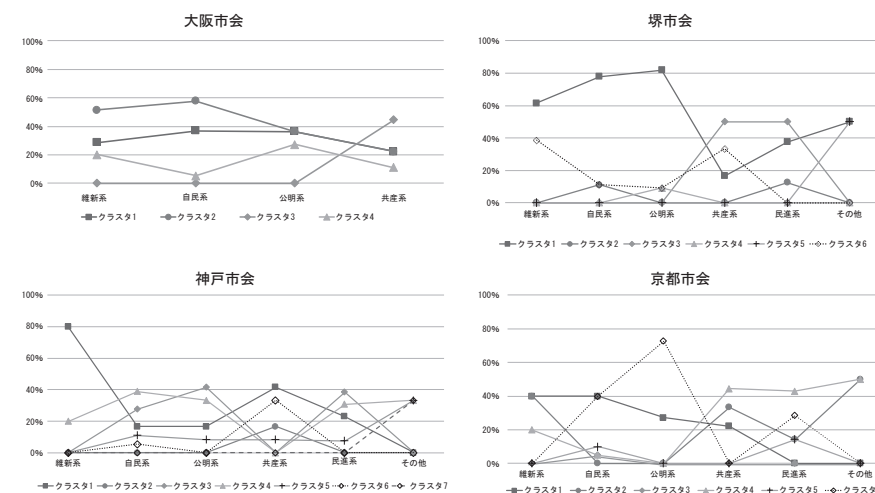 大阪市会
100%
80%
60%
40%
20%
0%
維新系 自民系 公明系 共産系
クラスタ1 クラスタ2 クラスタ3 クラスタ4
堺市会
100%
80%
60%
40%
20%
0%
維新系 自民系 公明系 共産系 民進系 その他
クラスタ1 クラスタ2 クラスタ3 クラスタ4 クラスタ5 クラスタ6
神戸市会
100%
80%
60%
40%
20%
0%
維新系 自民系 公明系 共産系 民進系 その他
クラスタ1 クラスタ2 クラスタ3 クラスタ4 クラスタ5 クラスタ6 クラスタ7
京都市会
100%
80%
60%
40%
20%
0%
維新系 自民系 公明系 共産系 民進系 その他
クラスタ1 クラスタ2 クラスタ3 クラスタ4 クラスタ5 クラスタ